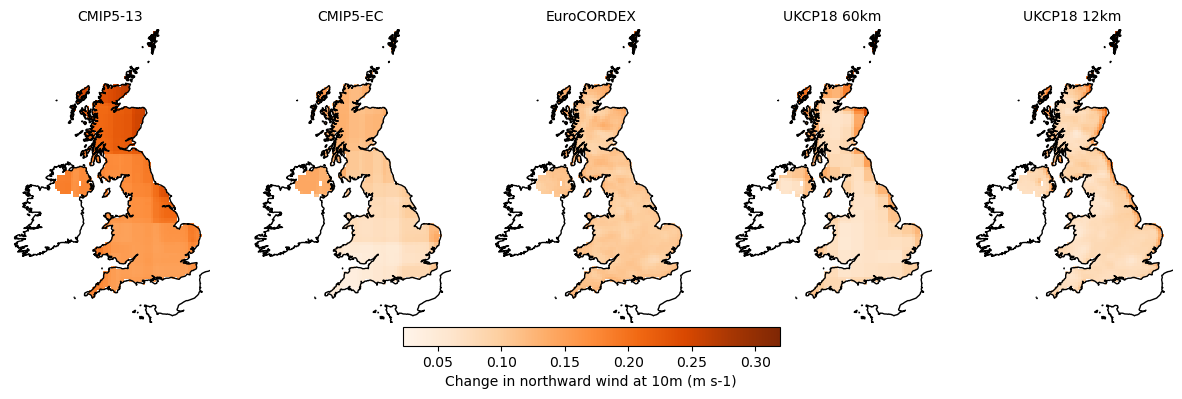 CMIP5-13 CMIP5-EC EuroCORDEX UKCP18 60km UKCP18 12km
0.05 0.10 0.15 0.20 0.25 0.30
Change in northward wind at 10m (m s-1)